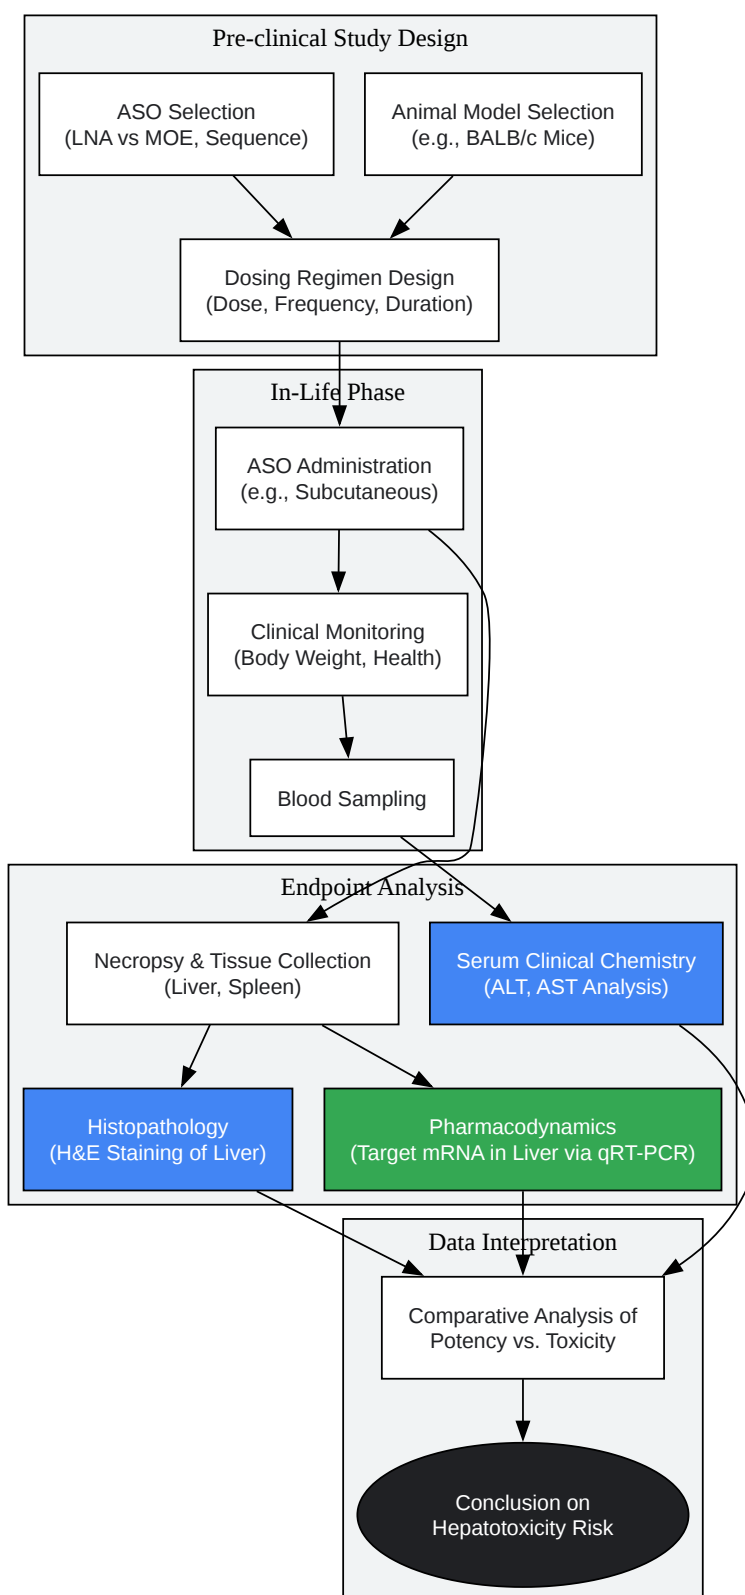 Pre-clinical Study Design
ASO Selection
(LNA vs MOE, Sequence)
Animal Model Selection
(e.g., BALB/c Mice)
Dosing Regimen Design
(Dose, Frequency, Duration)
In-Life Phase
ASO Administration
(e.g., Subcutaneous)
Clinical Monitoring
(Body Weight, Health)
Blood Sampling
Endpoint Analysis
Necropsy & Tissue Collection
(Liver, Spleen)
Serum Clinical Chemistry
(ALT, AST Analysis)
Histopathology
(H&E Staining of Liver)
Pharmacodynamics
(Target mRNA in Liver via qRT-PCR)
Data Interpretation
Comparative Analysis of
Potency vs. Toxicity
Conclusion on
Hepatotoxicity Risk